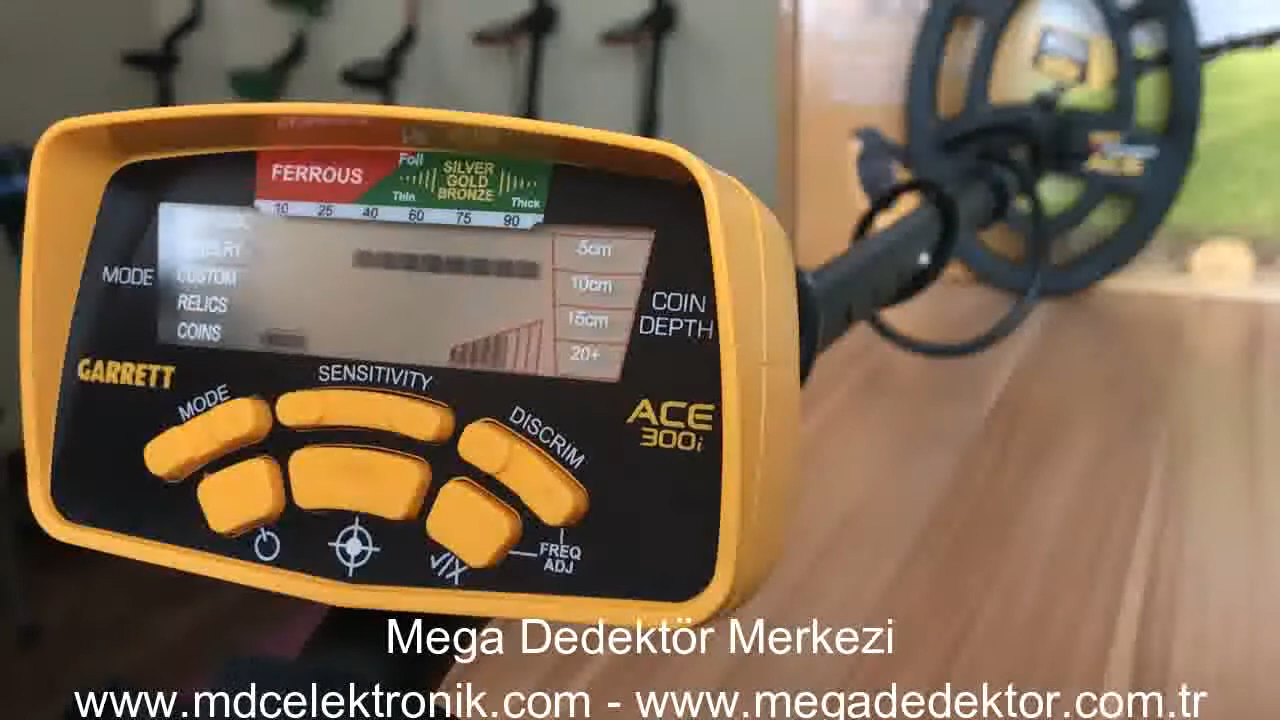 FERROUS
Foil
Thin
SILVER
GOLD
BRONZE
Thick
10 25 40 60 75 90
MODE
CUSTOM
RELICS
COINS
5cm
10cm
15cm
20+
COIN
DEPTH
GARRETT
MODE
SENSITIVITY
DISCRIM
ACE
300i
√/X
FREQ
ADJ
ACE
Mega Dedektör Merkezi
www.mdcelektronik.com - www.megadedektor.com.tr